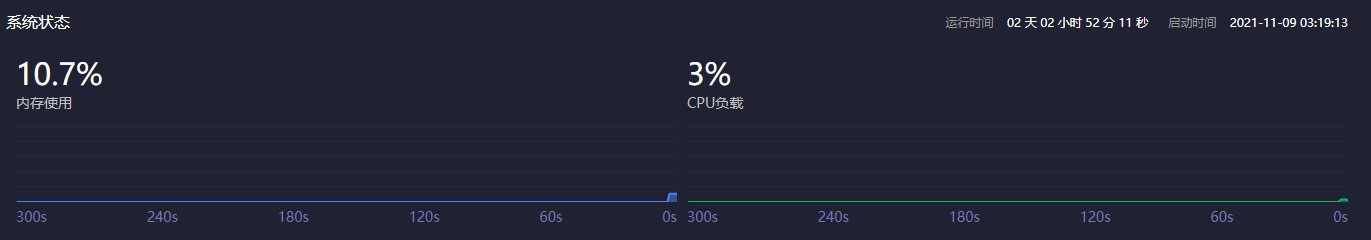 系统状态
运行时间 02 天 02 小时 52 分 11 秒 启动时间 2021-11-09 03:19:13
10.7%
内存使用
300s 240s 180s 120s 60s 0s
3%
CPU负载
300s 240s 180s 120s 60s 0s